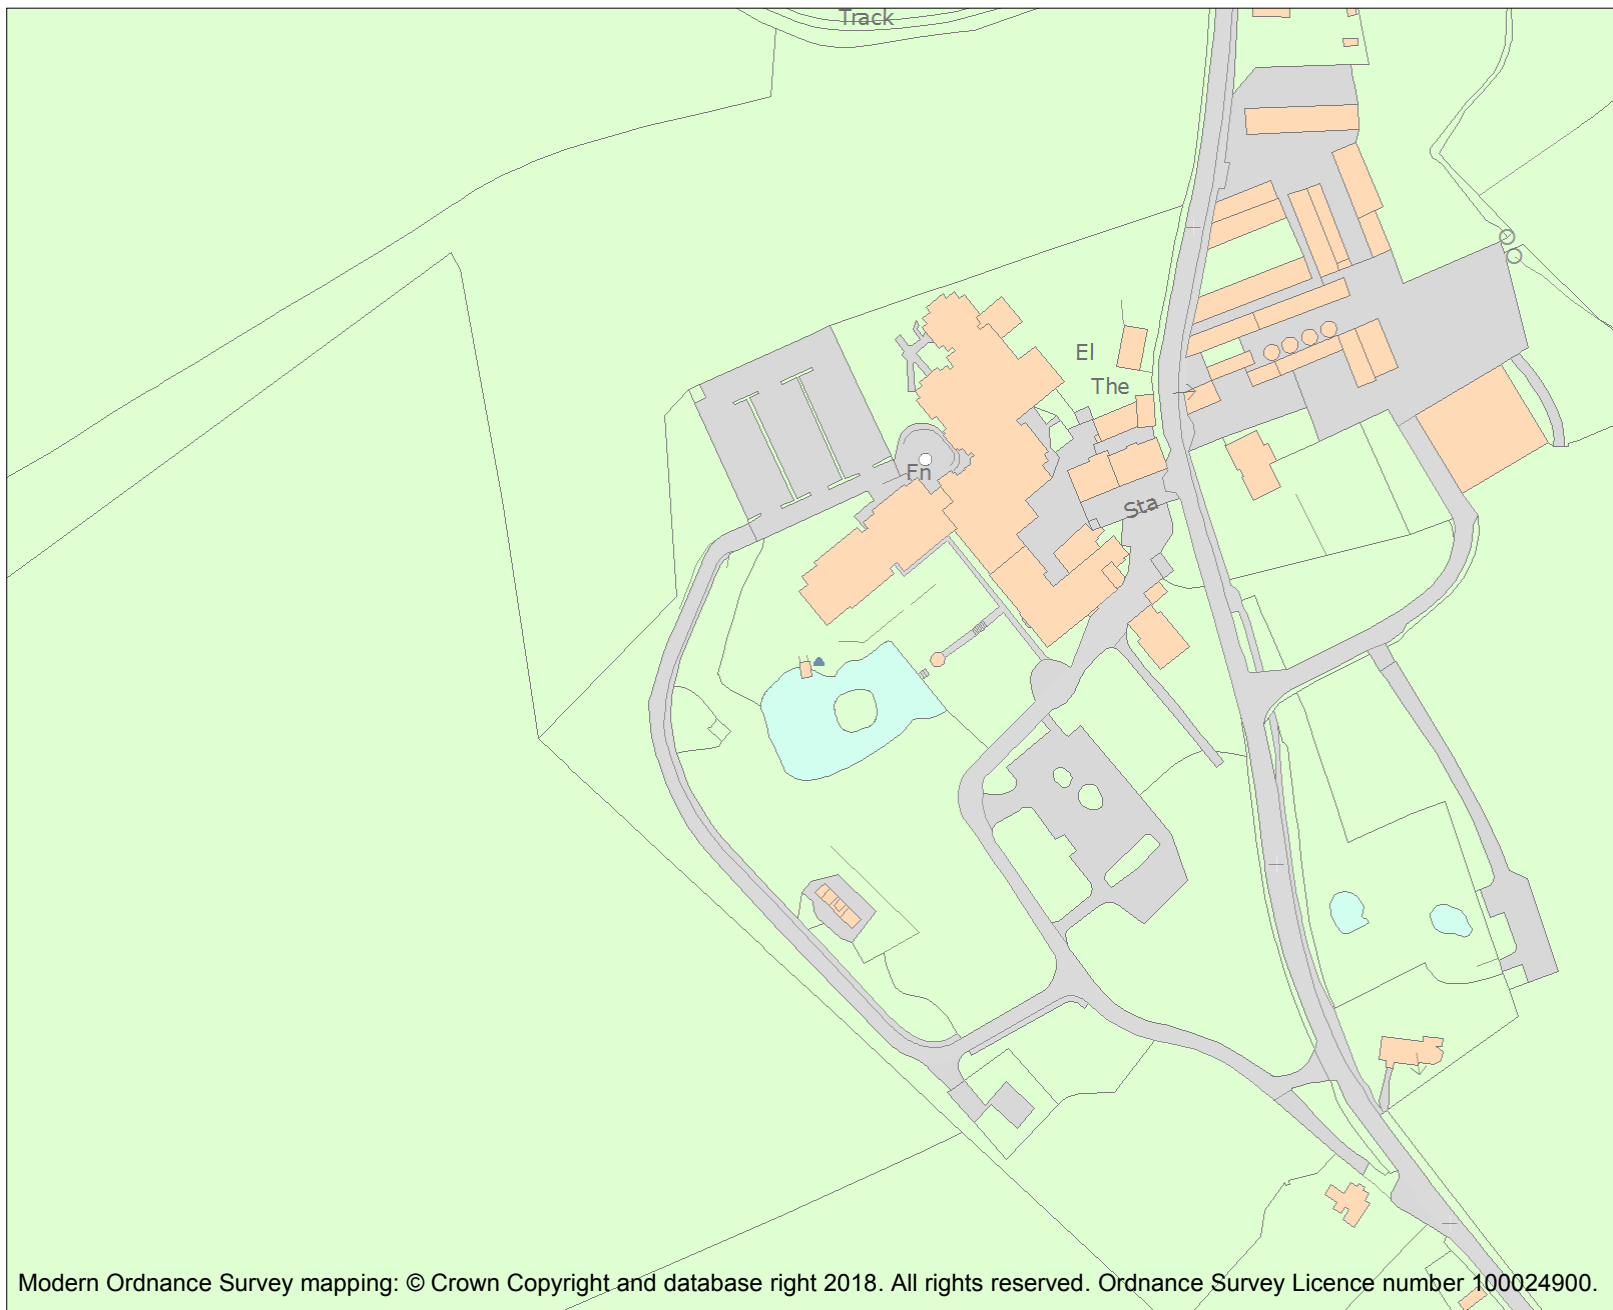 Track
El
The
Fn
Sta
Modern Ordnance Survey mapping: © Crown Copyright and database right 2018. All rights reserved. Ordnance Survey Licence number 100024900.